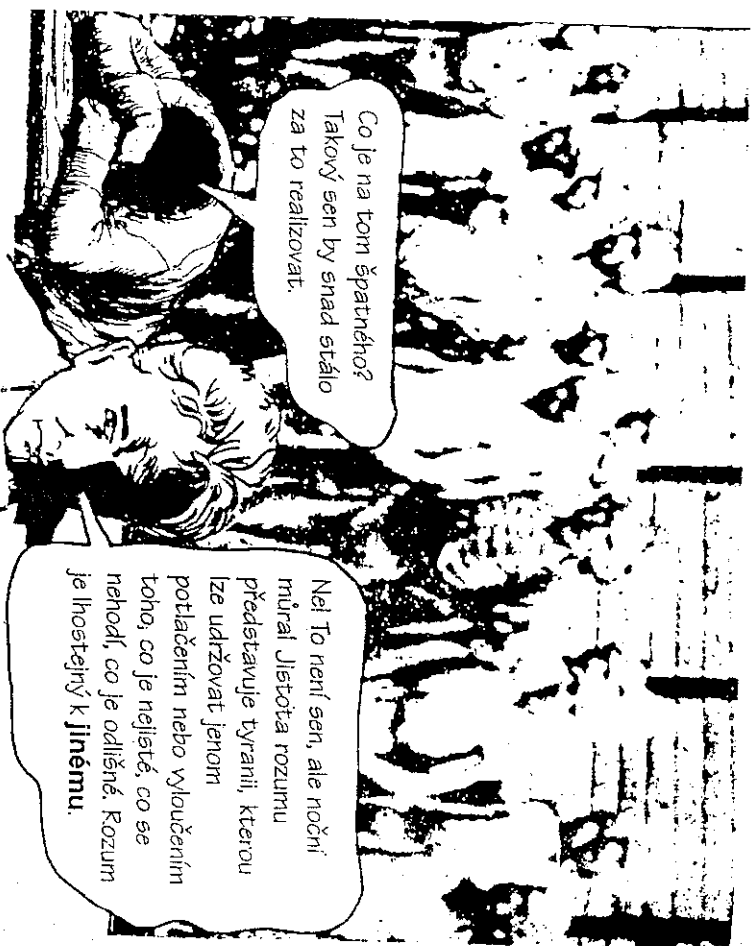 Co je na tom špatného?
Takový sen by snad stálo
za to realizovat.
Ne! To není sen, ale noční
můra! Jistota rozumu
představuje tyranii, kterou
lze udržovat jenom
potlačením nebo vyloučením
toho, co je nejisté, co se
nehodí, co je odlišné. Rozum
je lhostejný k jinému.